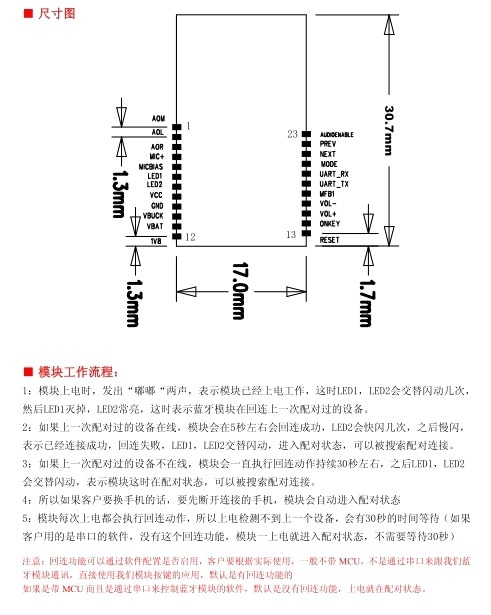 ■ 尺寸图
AOM
1
AOL
AOR
MIC+
MICBIAS
LED1
LED2
VCC
GND
VBUCK
VBAT
1V8
12
1.3mm
1.3mm
23
AUDIOENABLE
PREV
NEXT
MODE
UART_RX
UART_TX
MFB1
VOL-
VOL+
ONKEY
13
RESET
30.7mm
17.0mm
1.7mm
■ 模块工作流程：
1：模块上电时，发出“嘟嘟“两声，表示模块已经上电工作，这时LED1，LED2会交替闪动几次，
然后LED1灭掉，LED2常亮，这时表示蓝牙模块在回连上一次配对过的设备。
2：如果上一次配对过的设备在线，模块会在5秒左右会回连成功，LED2会快闪几次，之后慢闪，
表示已经连接成功，回连失败，LED1，LED2交替闪动，进入配对状态，可以被搜索配对连接。
3：如果上一次配对过的设备不在线，模块会一直执行回连动作持续30秒左右，之后LED1，LED2
会交替闪动，表示模块这时在配对状态，可以被搜索配对连接。
4：所以如果客户要换手机的话，要先断开连接的手机，模块会自动进入配对状态
5：模块每次上电都会执行回连动作，所以上电检测不到上一个设备，会有30秒的时间等待（如果
客户用的是串口的软件，没有这个回连功能，模块一上电就进入配对状态，不需要等待30秒）
注意：回连功能可以通过软件配置是否启用，客户要根据实际使用，一般不带 MCU，不是通过串口来跟我们蓝
牙模块通讯，直接使用我们模块按键的应用，默认是有回连功能的
如果是带 MCU 而且是通过串口来控制蓝牙模块的软件，默认是没有回连功能，上电就在配对状态。